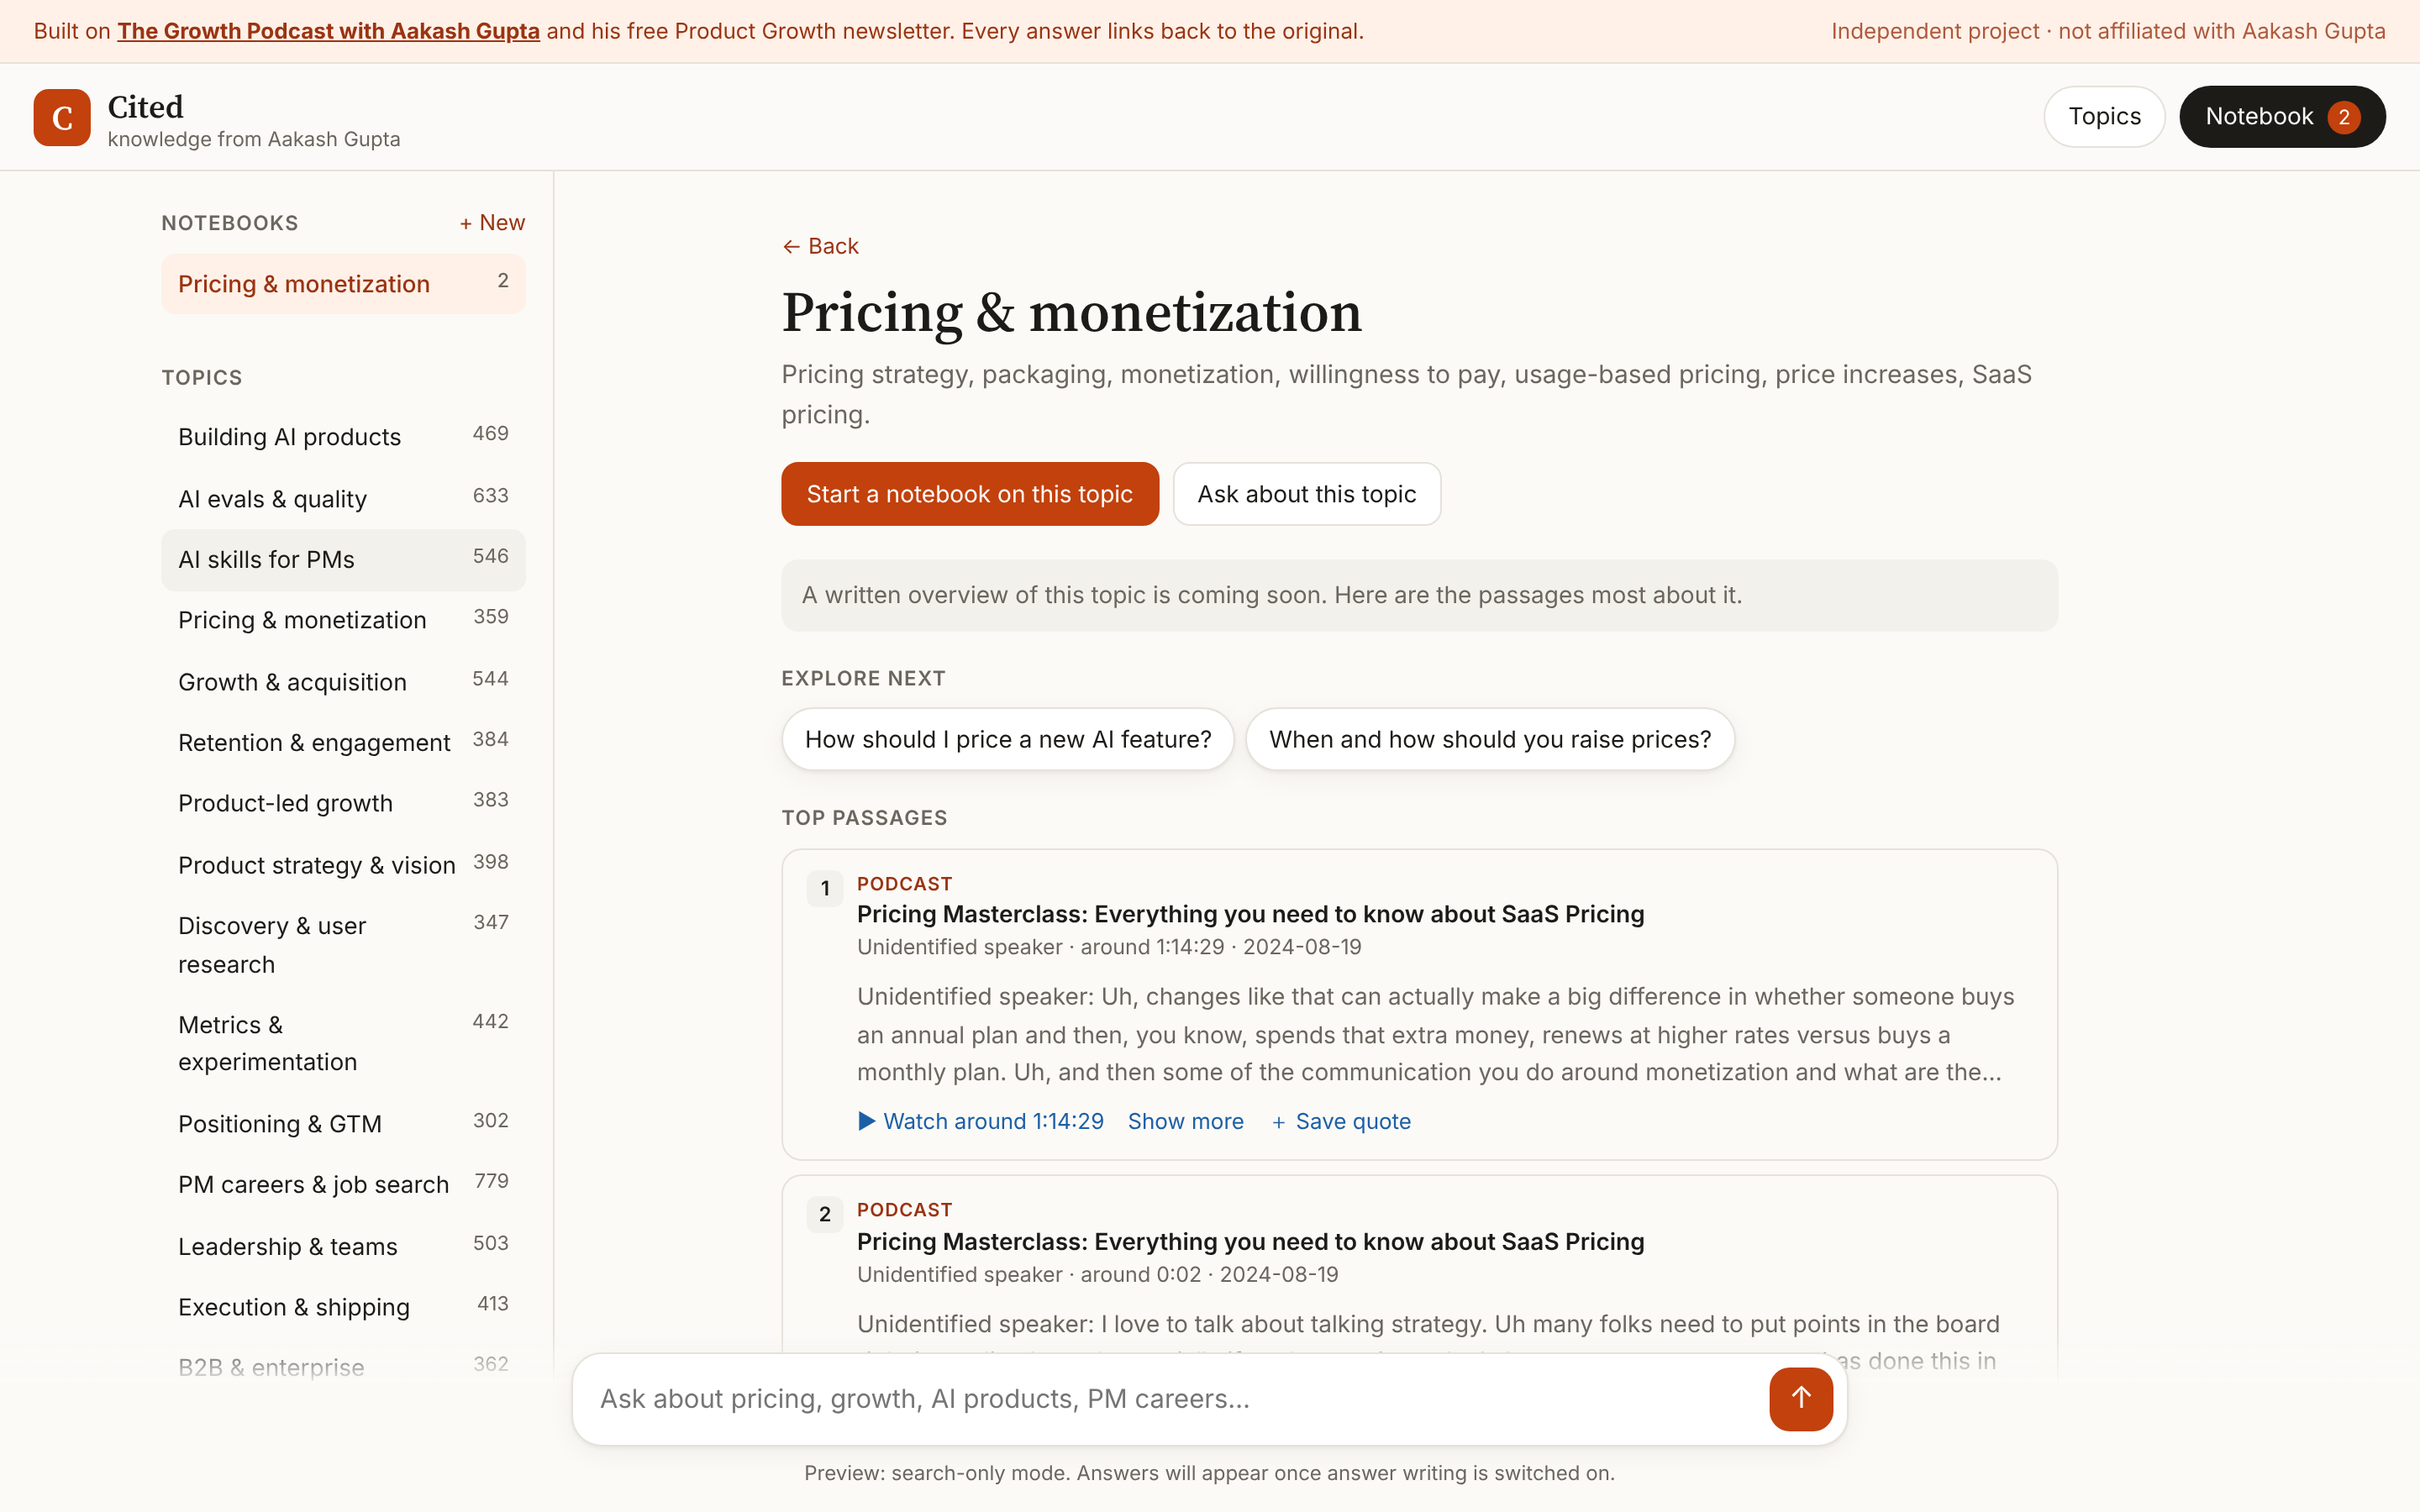 Built on The Growth Podcast with Aakash Gupta and his free Product Growth newsletter. Every answer links back to the original.
Independent project · not affiliated with Aakash Gupta
C
Cited
knowledge from Aakash Gupta
Topics
Notebook 2
NOTEBOOKS
+ New
Pricing & monetization 2
TOPICS
Building AI products 469
AI evals & quality 633
AI skills for PMs 546
Pricing & monetization 359
Growth & acquisition 544
Retention & engagement 384
Product-led growth 383
Product strategy & vision 398
Discovery & user 347
research
Metrics & 442
experimentation
Positioning & GTM 302
PM careers & job search 779
Leadership & teams 503
Execution & shipping 413
B2B & enterprise 362
← Back
Pricing & monetization
Pricing strategy, packaging, monetization, willingness to pay, usage-based pricing, price increases, SaaS
pricing.
Start a notebook on this topic
Ask about this topic
A written overview of this topic is coming soon. Here are the passages most about it.
EXPLORE NEXT
How should I price a new AI feature?
When and how should you raise prices?
TOP PASSAGES
1
PODCAST
Pricing Masterclass: Everything you need to know about SaaS Pricing
Unidentified speaker · around 1:14:29 · 2024-08-19
Unidentified speaker: Uh, changes like that can actually make a big difference in whether someone buys
an annual plan and then, you know, spends that extra money, renews at higher rates versus buys a
monthly plan. Uh, and then some of the communication you do around monetization and what are the...
▶ Watch around 1:14:29
Show more
+ Save quote
2
PODCAST
Pricing Masterclass: Everything you need to know about SaaS Pricing
Unidentified speaker · around 0:02 · 2024-08-19
Unidentified speaker: I love to talk about talking strategy. Uh many folks need to put points in the board
done this in
Ask about pricing, growth, AI products, PM careers...
↑
Preview: search-only mode. Answers will appear once answer writing is switched on.